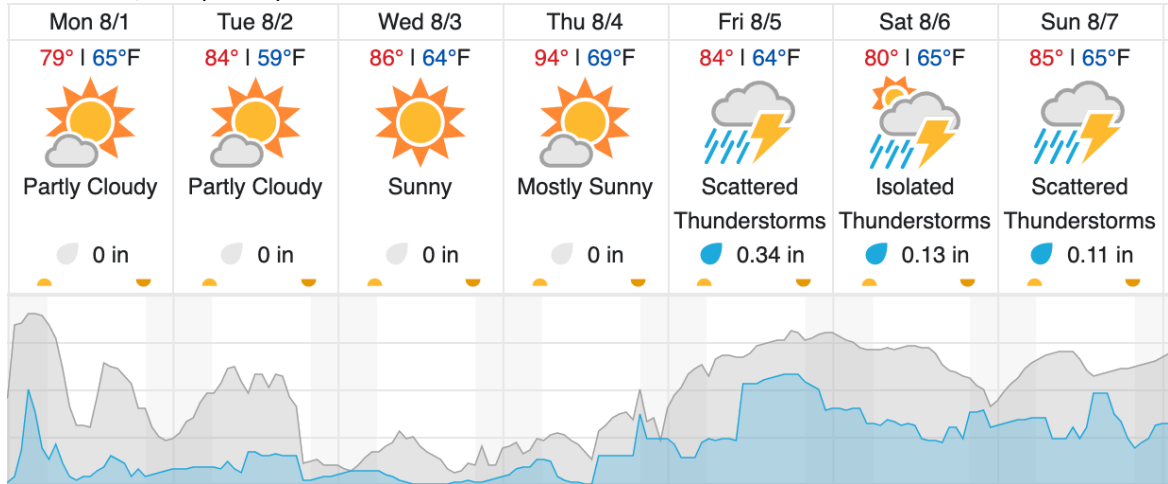 Mon 8/1 Tue 8/2 Wed 8/3 Thu 8/4 Fri 8/5 Sat 8/6 Sun 8/7
79° | 65°F 84° | 59°F 86° | 64°F 94° | 69°F 84° | 64°F 80° | 65°F 85° | 65°F
Partly Cloudy Partly Cloudy Sunny Mostly Sunny Scattered Isolated Scattered
Thunderstorms Thunderstorms Thunderstorms
0 in 0 in 0 in 0 in 0.34 in 0.13 in 0.11 in